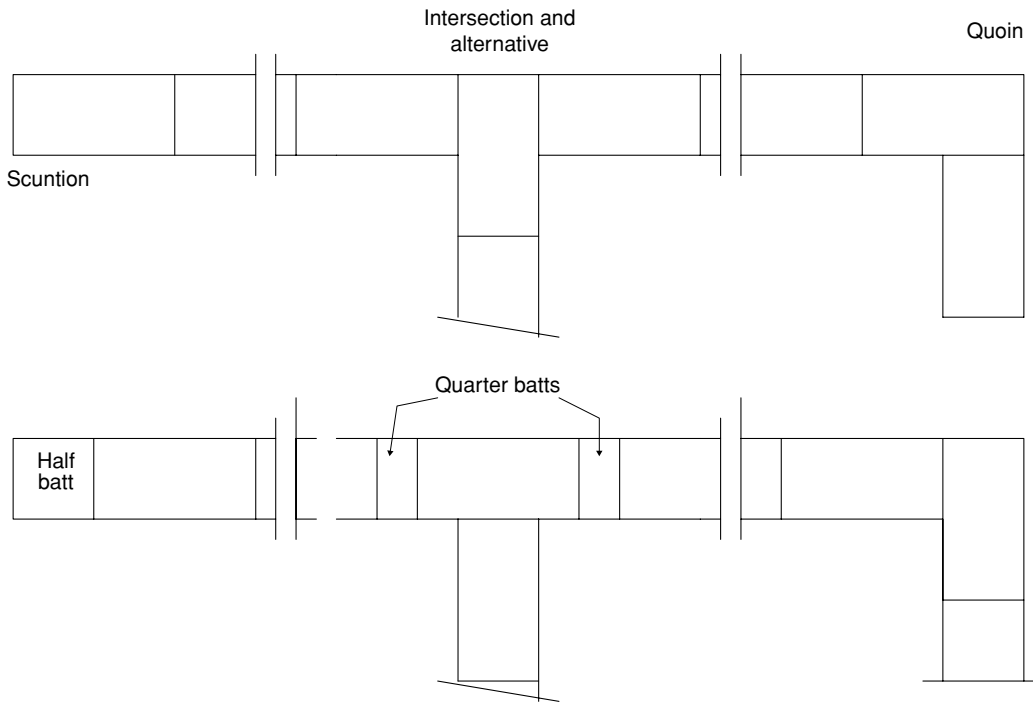 Intersection and
alternative
Quoin
Scuntion
Quarter batts
Half
batt